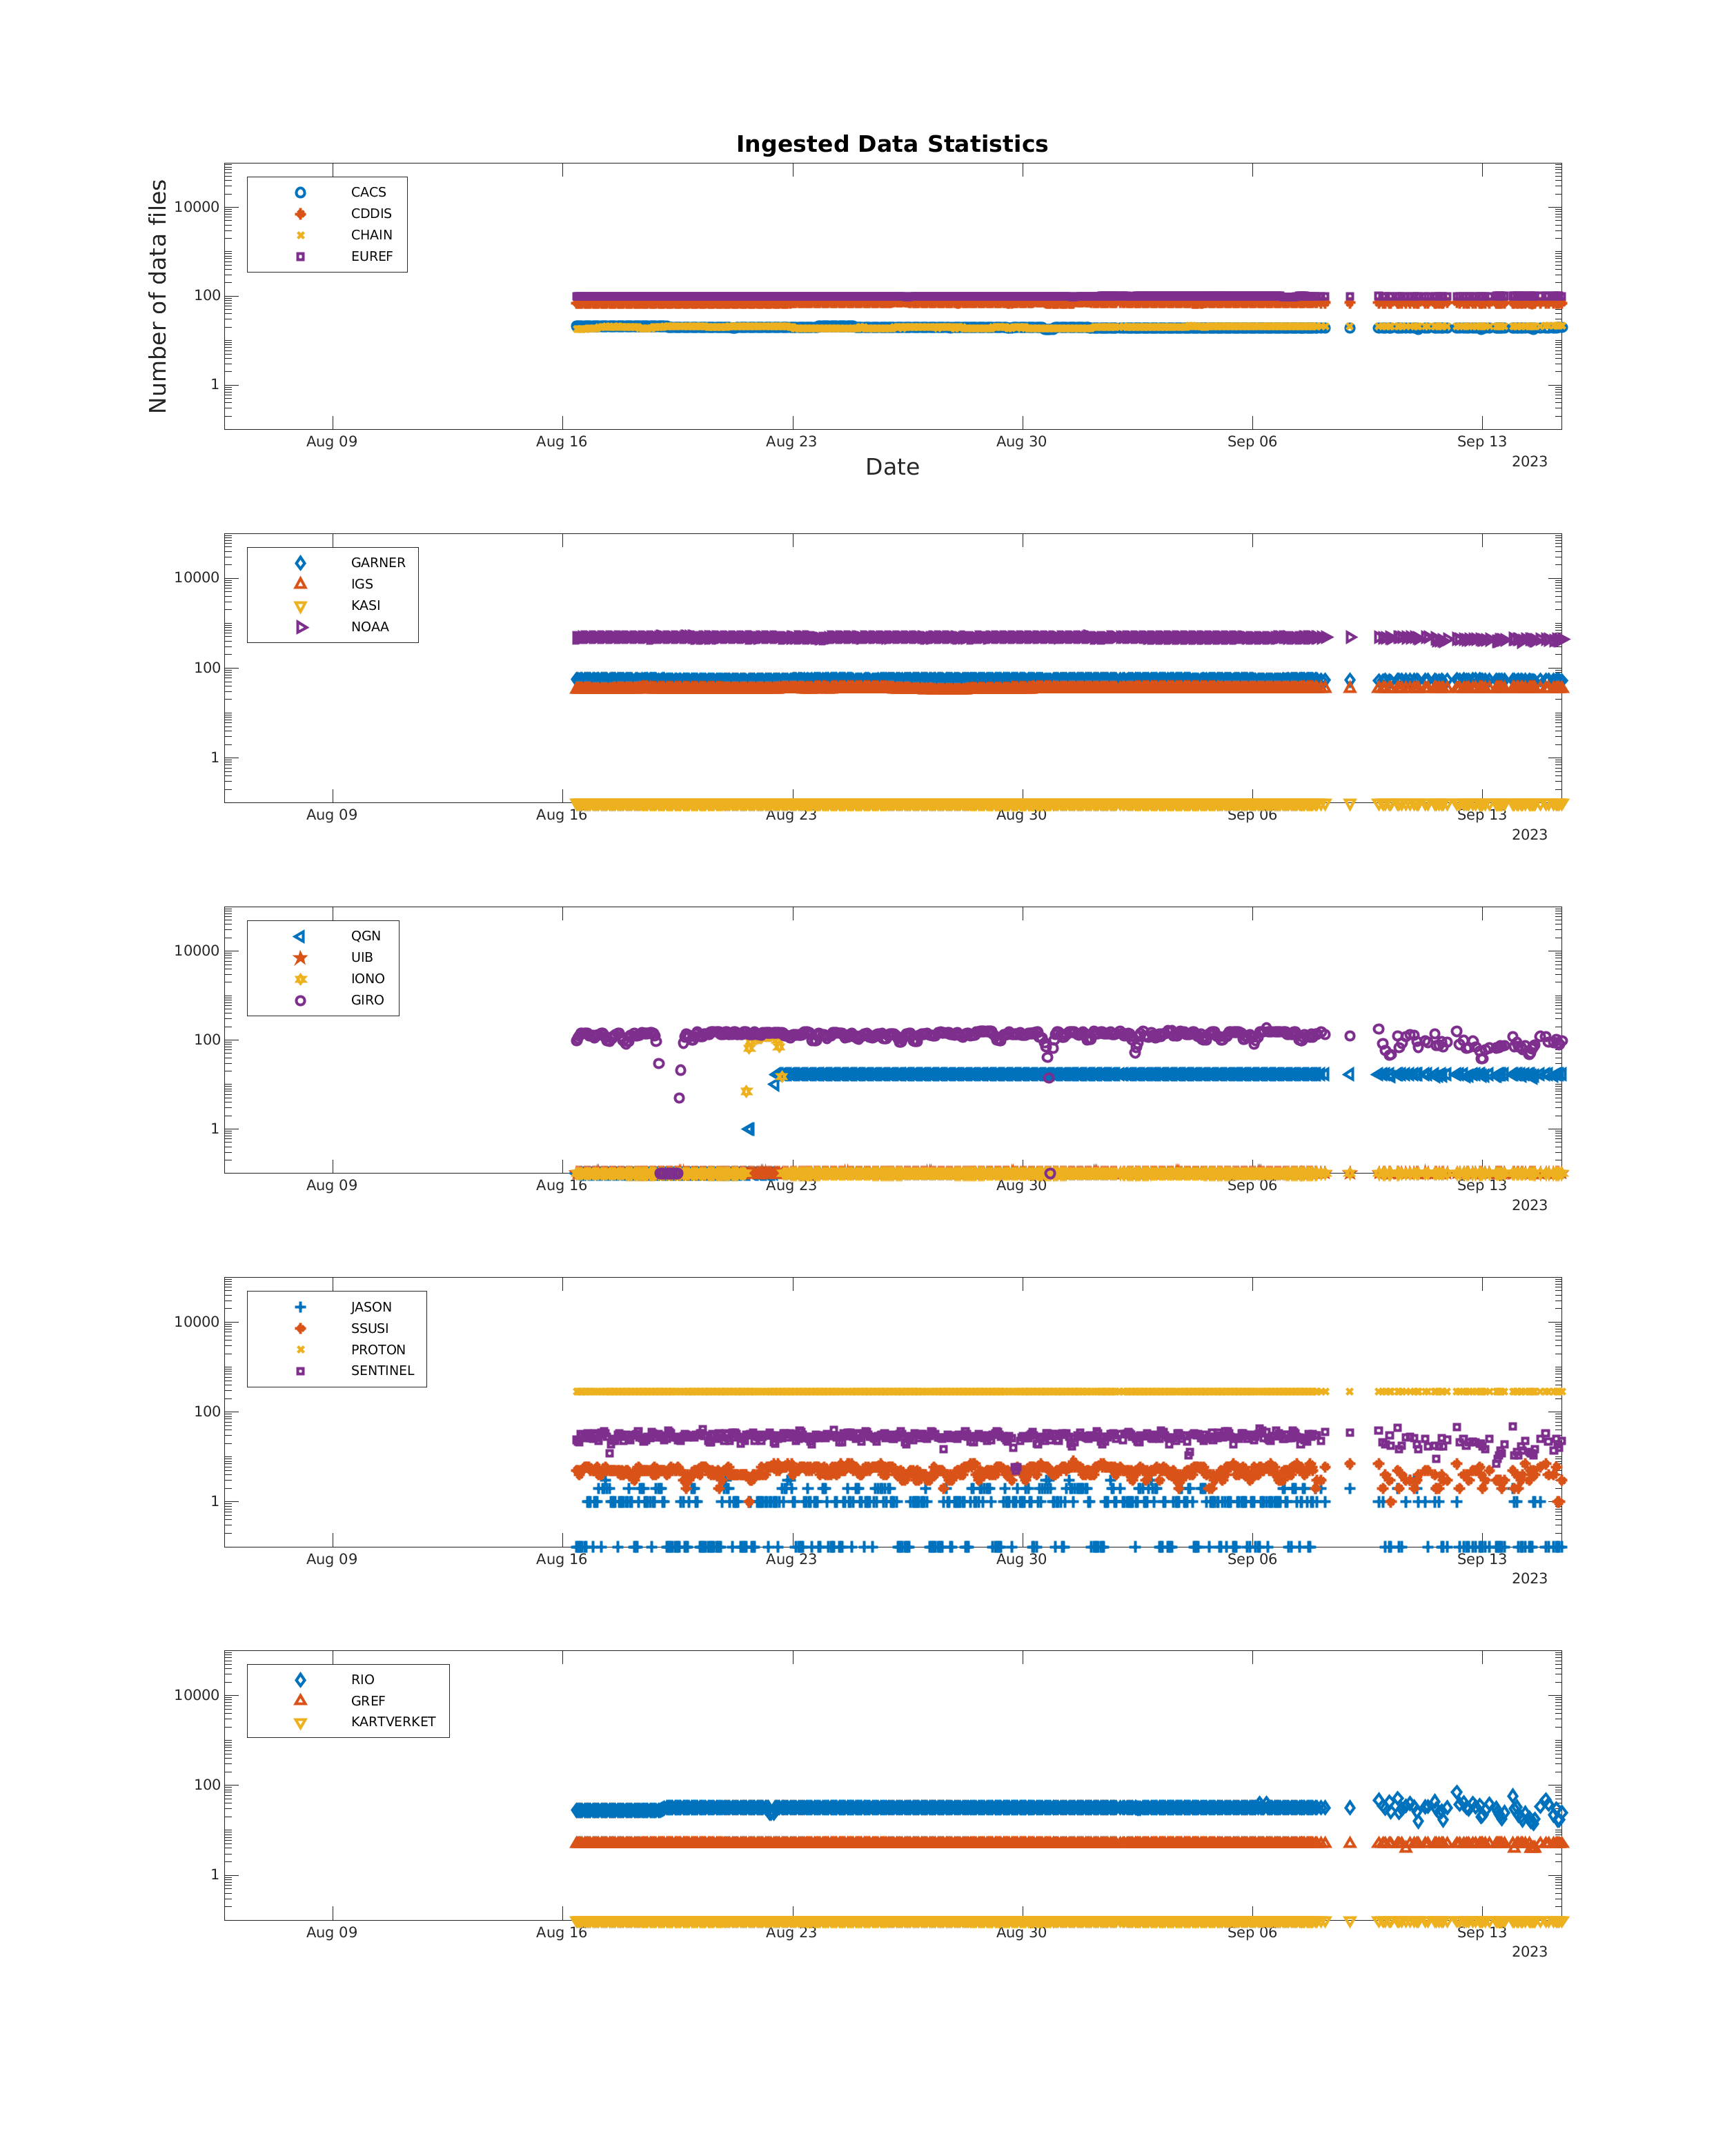 Ingested Data Statistics
Number of data files
10000
100
1
CACS
CDDIS
CHAIN
EUREF
Aug 09 Aug 16 Aug 23 Aug 30 Sep 06 Sep 13
2023
Date
10000
100
1
GARNER
IGS
KASI
NOAA
Aug 09 Aug 16 Aug 23 Aug 30 Sep 06 Sep 13
2023
10000
100
1
QGN
UIB
IONO
GIRO
Aug 09 Aug 16 Aug 23 Aug 30 Sep 06 Sep 13
2023
10000
100
1
JASON
SSUSI
PROTON
SENTINEL
Aug 09 Aug 16 Aug 23 Aug 30 Sep 06 Sep 13
2023
10000
100
1
RIO
GREF
KARTVERKET
Aug 09 Aug 16 Aug 23 Aug 30 Sep 06 Sep 13
2023